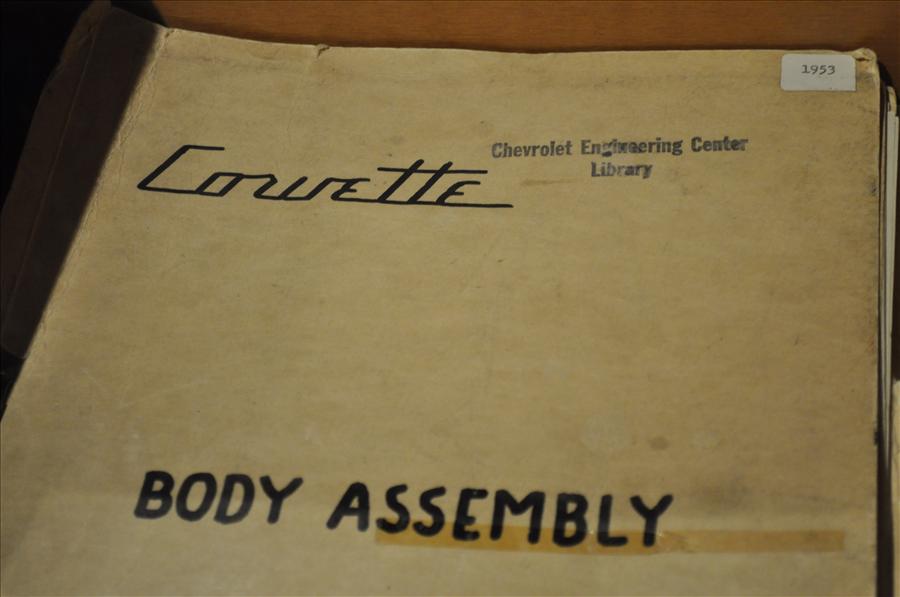 1953
Corvette
Chevrolet Engineering Center
Library
BODY ASSEMBLY